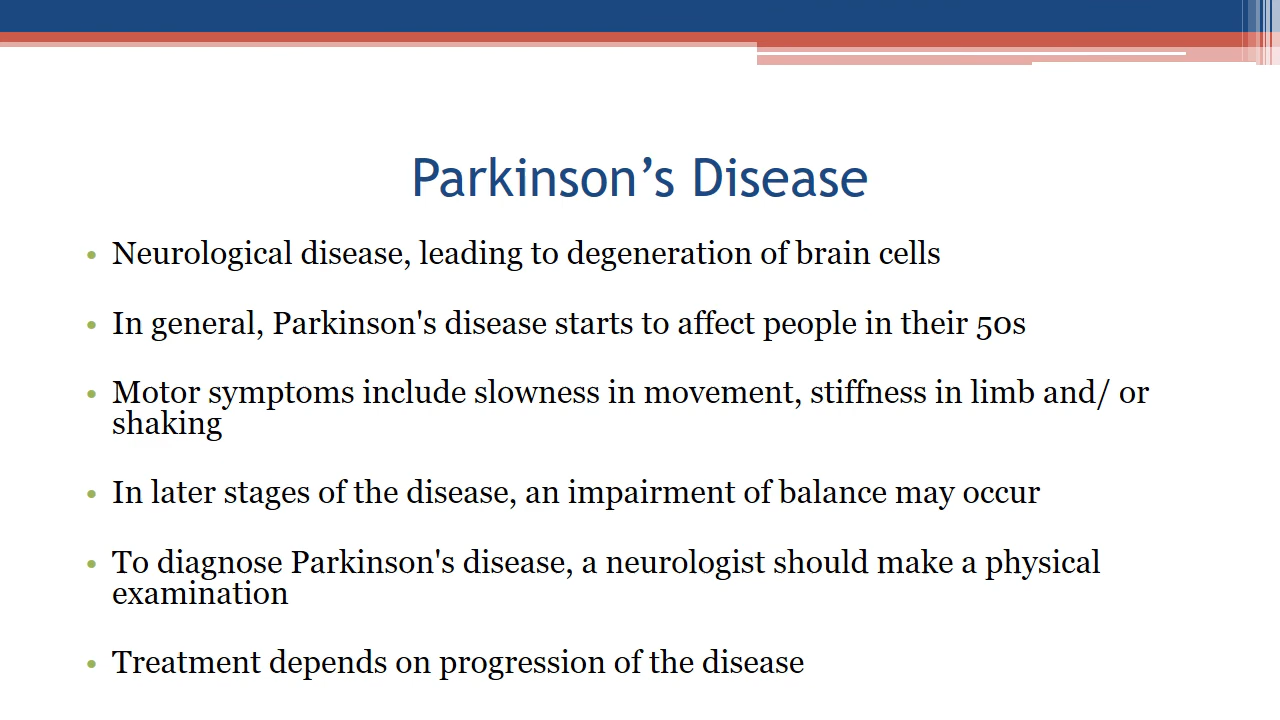 Parkinson’s Disease
• Neurological disease, leading to degeneration of brain cells
• In general, Parkinson's disease starts to affect people in their 50s
• Motor symptoms include slowness in movement, stiffness in limb and/ or
shaking
• In later stages of the disease, an impairment of balance may occur
• To diagnose Parkinson's disease, a neurologist should make a physical
examination
• Treatment depends on progression of the disease